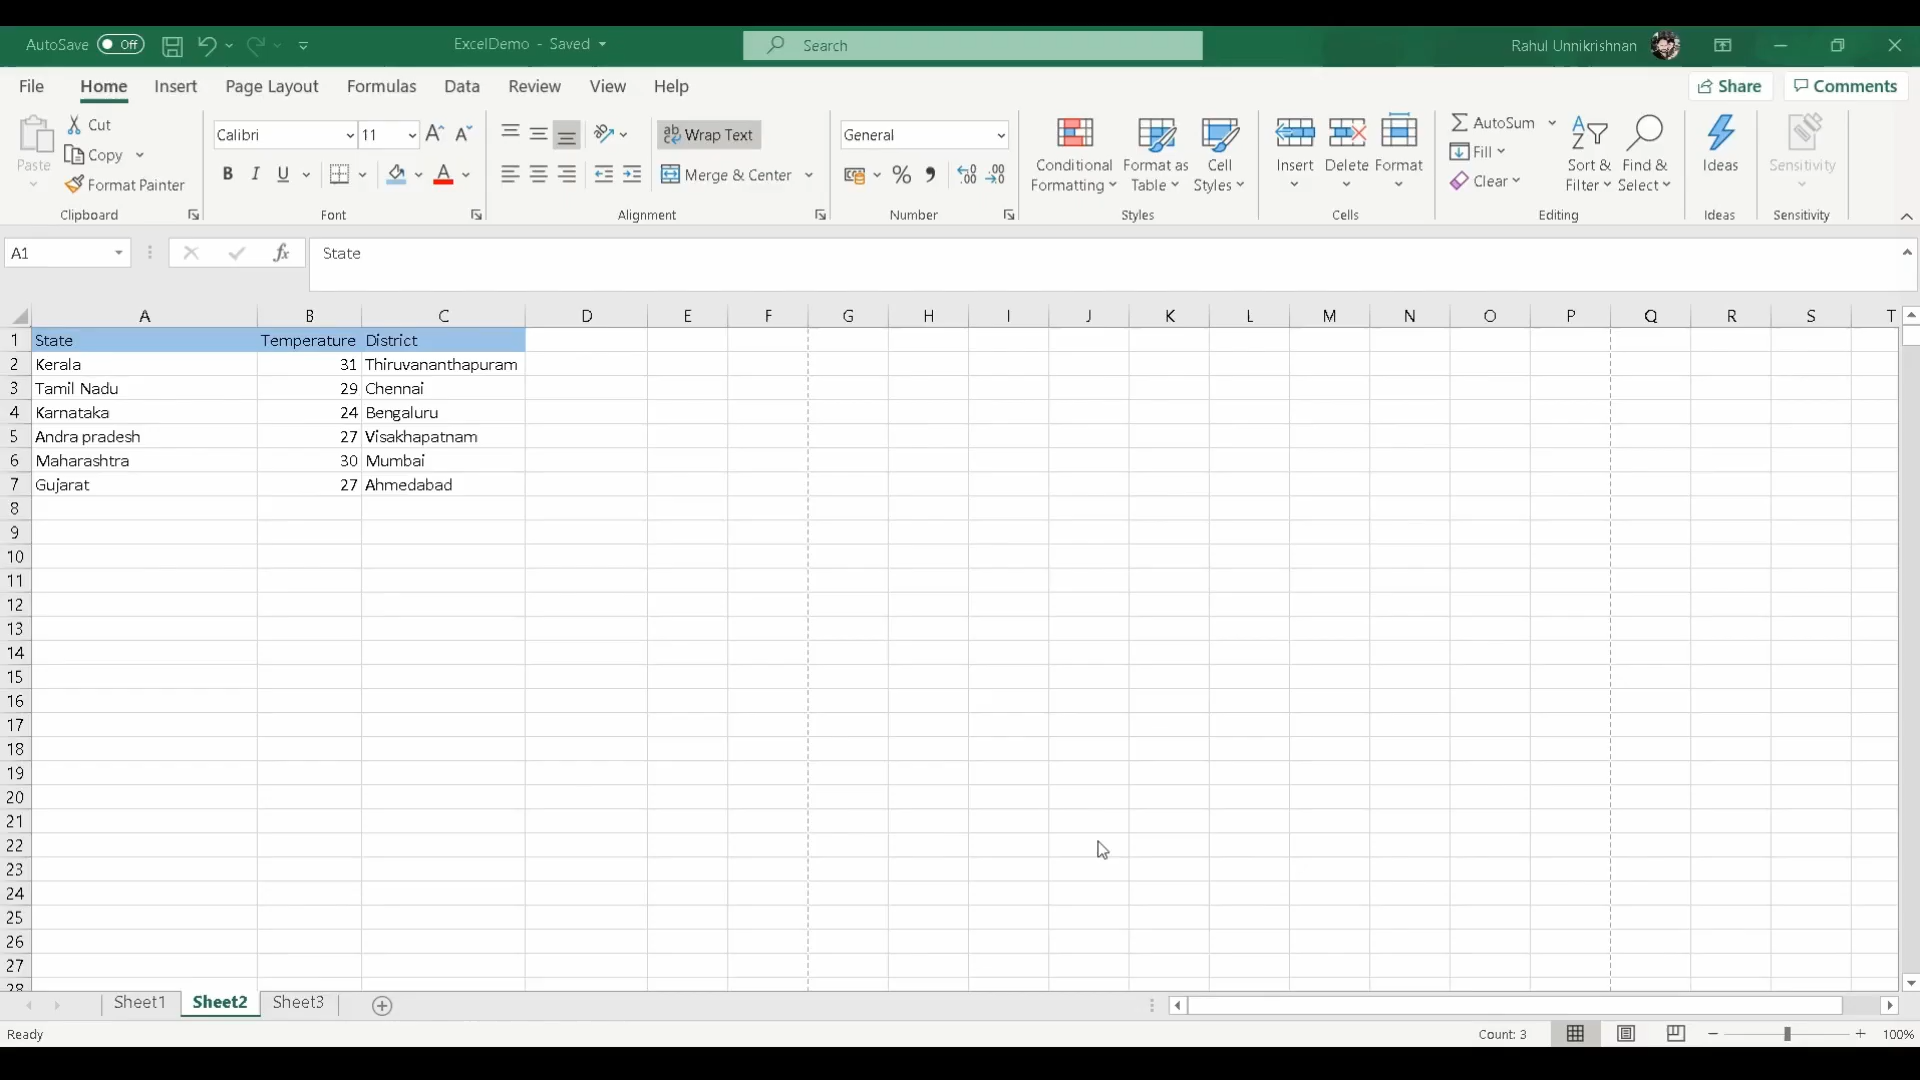 AutoSave Off ExcelDemo - Saved Search Rahul Unnikrishnan
File Home Insert Page Layout Formulas Data Review View Help Share Comments
Paste Cut Copy Format Painter Clipboard
Calibri 11 B I U Font
ab Wrap Text Merge & Center Alignment
General % Number
Conditional Formatting Format as Table Cell Styles Styles
Insert Delete Format Cells
AutoSum Fill Clear Sort & Filter Find & Select Editing
Ideas Ideas
Sensitivity Sensitivity
A1 fx State
A B C D E F G H I J K L M N O P Q R S T
1 State Temperature District
2 Kerala 31 Thiruvananthapuram
3 Tamil Nadu 29 Chennai
4 Karnataka 24 Bengaluru
5 Andra pradesh 27 Visakhapatnam
6 Maharashtra 30 Mumbai
7 Gujarat 27 Ahmedabad
8
9
10
11
12
13
14
15
16
17
18
19
20
21
22
23
24
25
26
27
28
Sheet1 Sheet2 Sheet3
Ready Count: 3 100%